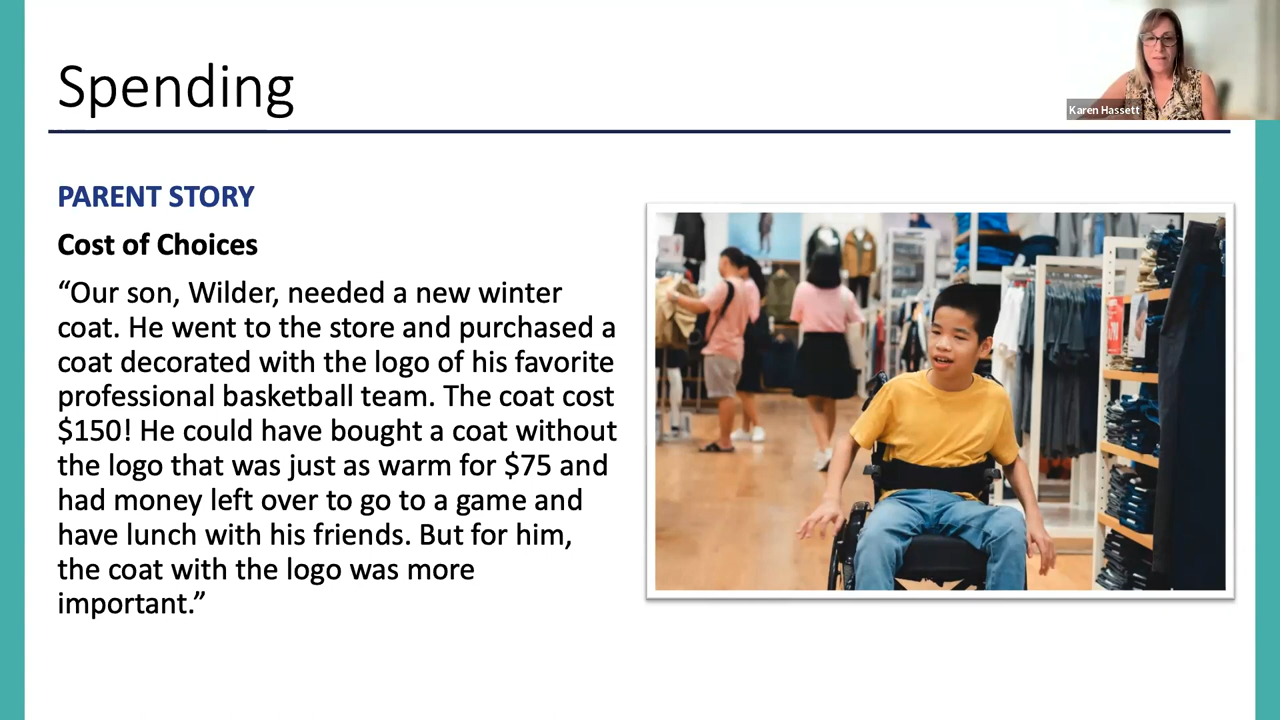 Spending
Karen Hassett
PARENT STORY
Cost of Choices
“Our son, Wilder, needed a new winter
coat. He went to the store and purchased a
coat decorated with the logo of his favorite
professional basketball team. The coat cost
$150! He could have bought a coat without
the logo that was just as warm for $75 and
had money left over to go to a game and
have lunch with his friends. But for him,
the coat with the logo was more
important.”